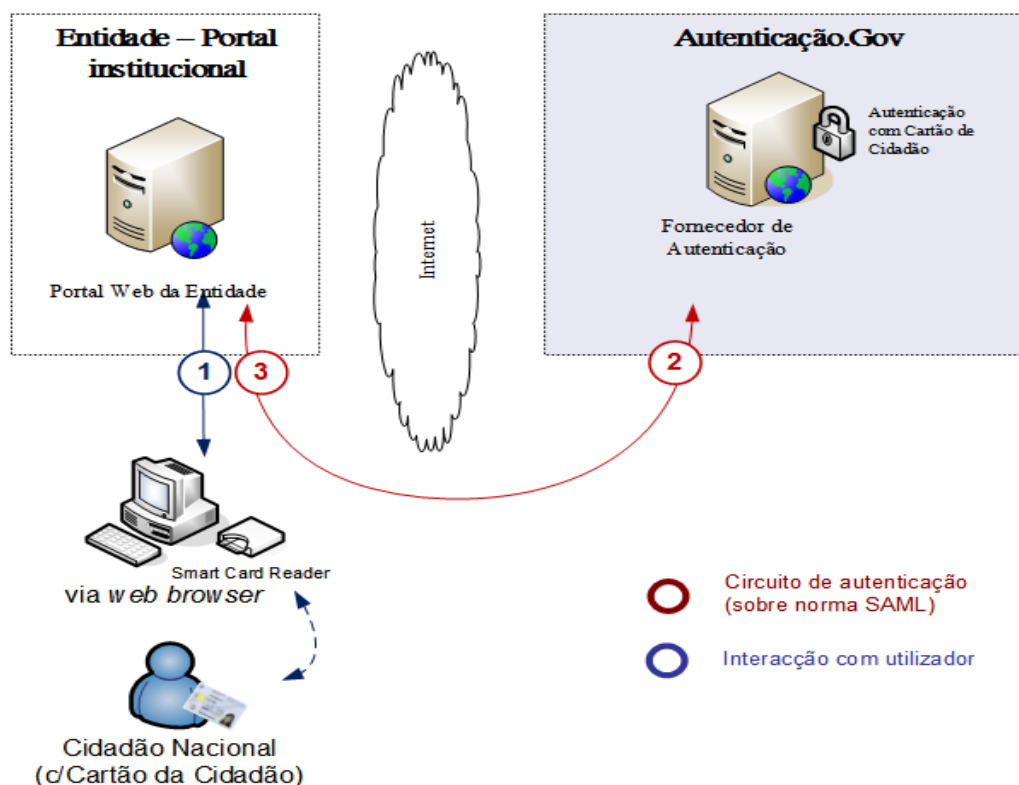 Entidade – Portal
institucional
Portal Web da Entidade
Internet
Autenticação.Gov
Autenticação
com Cartão de
Cidadão
Fornecedor de
Autenticação
1
3
2
Smart Card Reader
via web browser
Cidadão Nacional
(c/Cartão da Cidadão)
Circuito de autenticação
(sobre norma SAML)
Interacção com utilizador